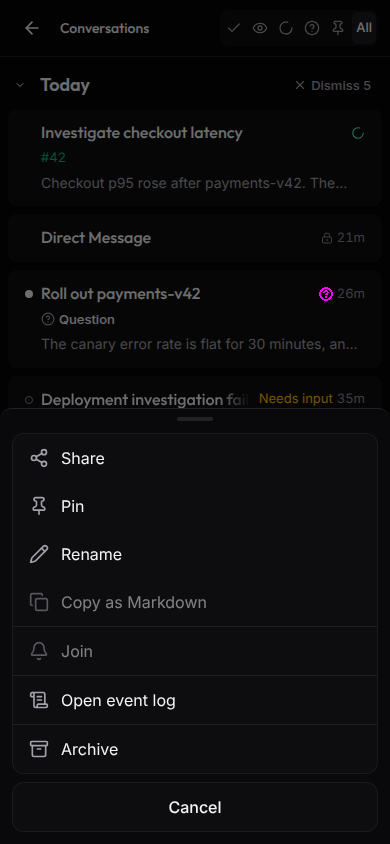 Conversations
All
Today
Dismiss 5
Investigate checkout latency
#42
Checkout p95 rose after payments-v42. The...
Direct Message
21m
Roll out payments-v42
26m
Question
The canary error rate is flat for 30 minutes, an...
Deployment investigation fail
Needs input 35m
Share
Pin
Rename
Copy as Markdown
Join
Open event log
Archive
Cancel